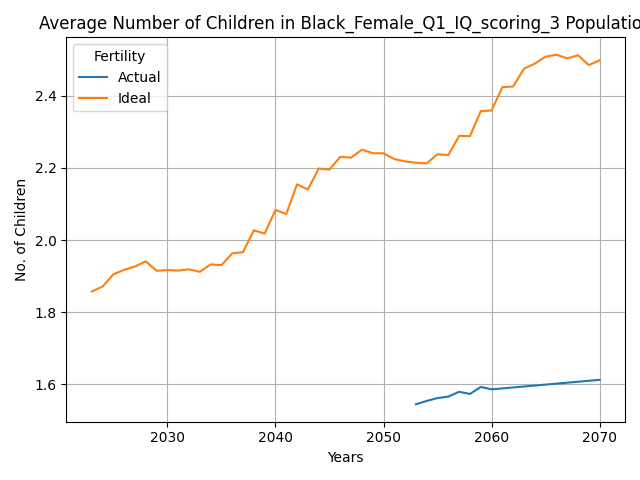 Average Number of Children in Black_Female_Q1_IQ_scoring_3 Populatio
Fertility
Actual
Ideal
No. of Children
2.4
2.2
2.0
1.8
1.6
2030 2040 2050 2060 2070
Years